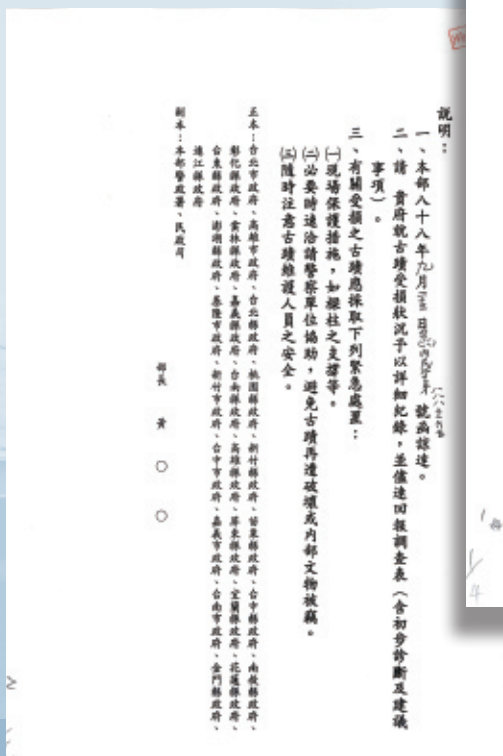 說明：
一、本部八十八年九月 日 號函諒達。
二、請　貴府就古蹟受損狀況予以詳細紀錄，並儘速回報調查表（含初步診斷及建議
事項）。
三、有關受損之古蹟應採取下列緊急處置：
㈠現場保護措施，如樑柱之支撐等。
㈡必要時速洽請警察單位協助，避免古蹟再遭破壞或內部文物被竊。
㈢隨時注意古蹟維護人員之安全。
正本：台北市政府、高雄市政府、台北縣政府、桃園縣政府、新竹縣政府、苗栗縣政府、台中縣政府、南投縣政府、
彰化縣政府、雲林縣政府、嘉義縣政府、台南縣政府、高雄縣政府、屏東縣政府、宜蘭縣政府、花蓮縣政府、
台東縣政府、澎湖縣政府、基隆市政府、新竹市政府、台中市政府、嘉義市政府、台南市政府、金門縣政府、
連江縣政府
副本：本部警政署、民政司
部長　黃　○　○